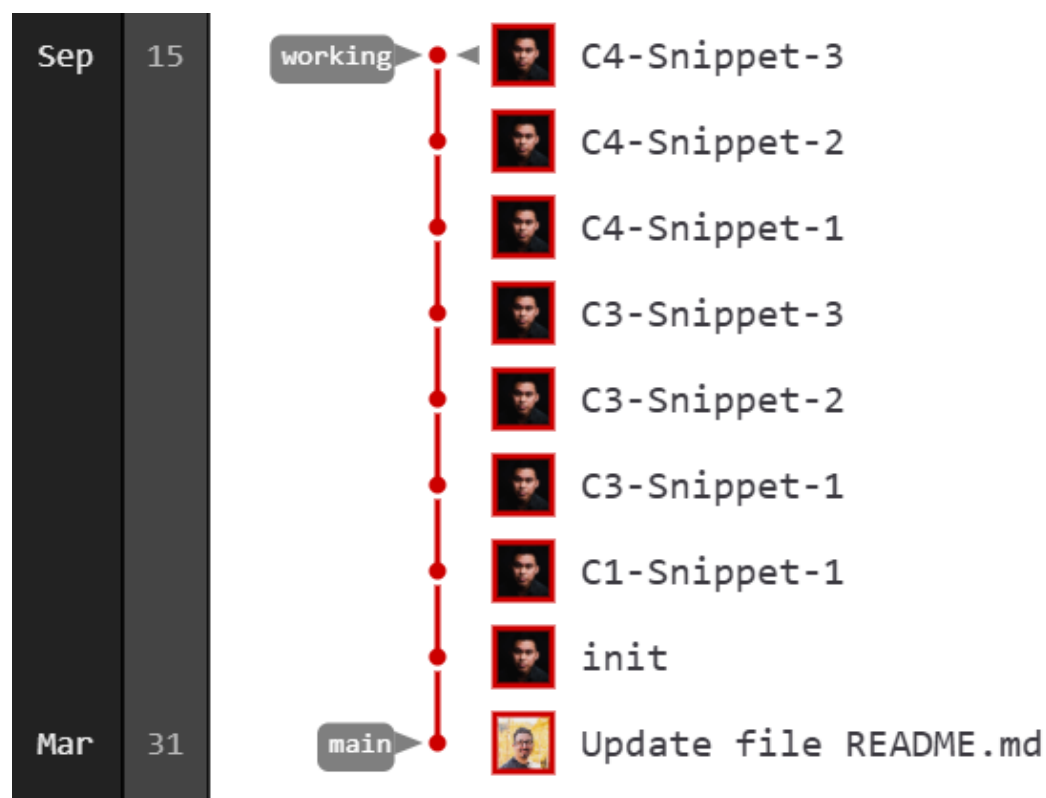 Sep 15 working C4-Snippet-3
C4-Snippet-2
C4-Snippet-1
C3-Snippet-3
C3-Snippet-2
C3-Snippet-1
C1-Snippet-1
init
Mar 31 main Update file README.md